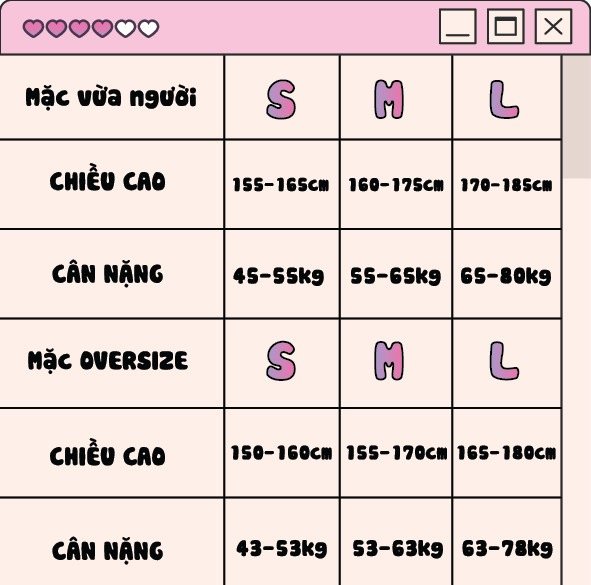 Mặc vừa người S M L
CHIỀU CAO 155-165cm 160-175cm 170-185cm
CÂN NẶNG 45-55kg 55-65kg 65-80kg
Mặc OVERSIZE S M L
CHIỀU CAO 150-160cm 155-170cm 165-180cm
CÂN NẶNG 43-53kg 53-63kg 63-78kg